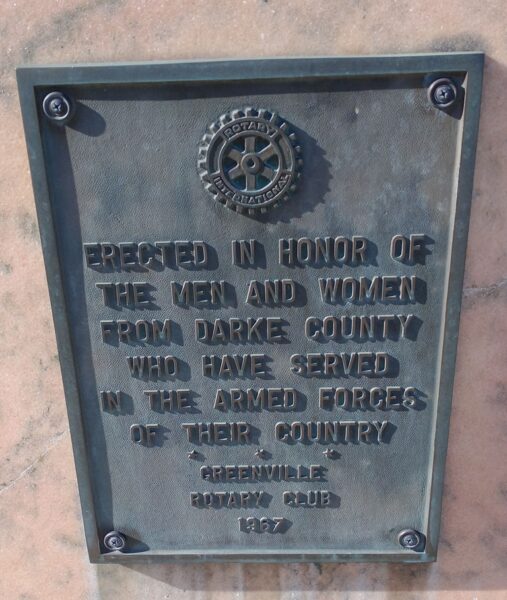 ROTARY
INTERNATIONAL
ERECTED IN HONOR OF
THE MEN AND WOMEN
FROM DARKE COUNTY
WHO HAVE SERVED
IN THE ARMED FORCES
OF THEIR COUNTRY
GREENVILLE
ROTARY CLUB
1967